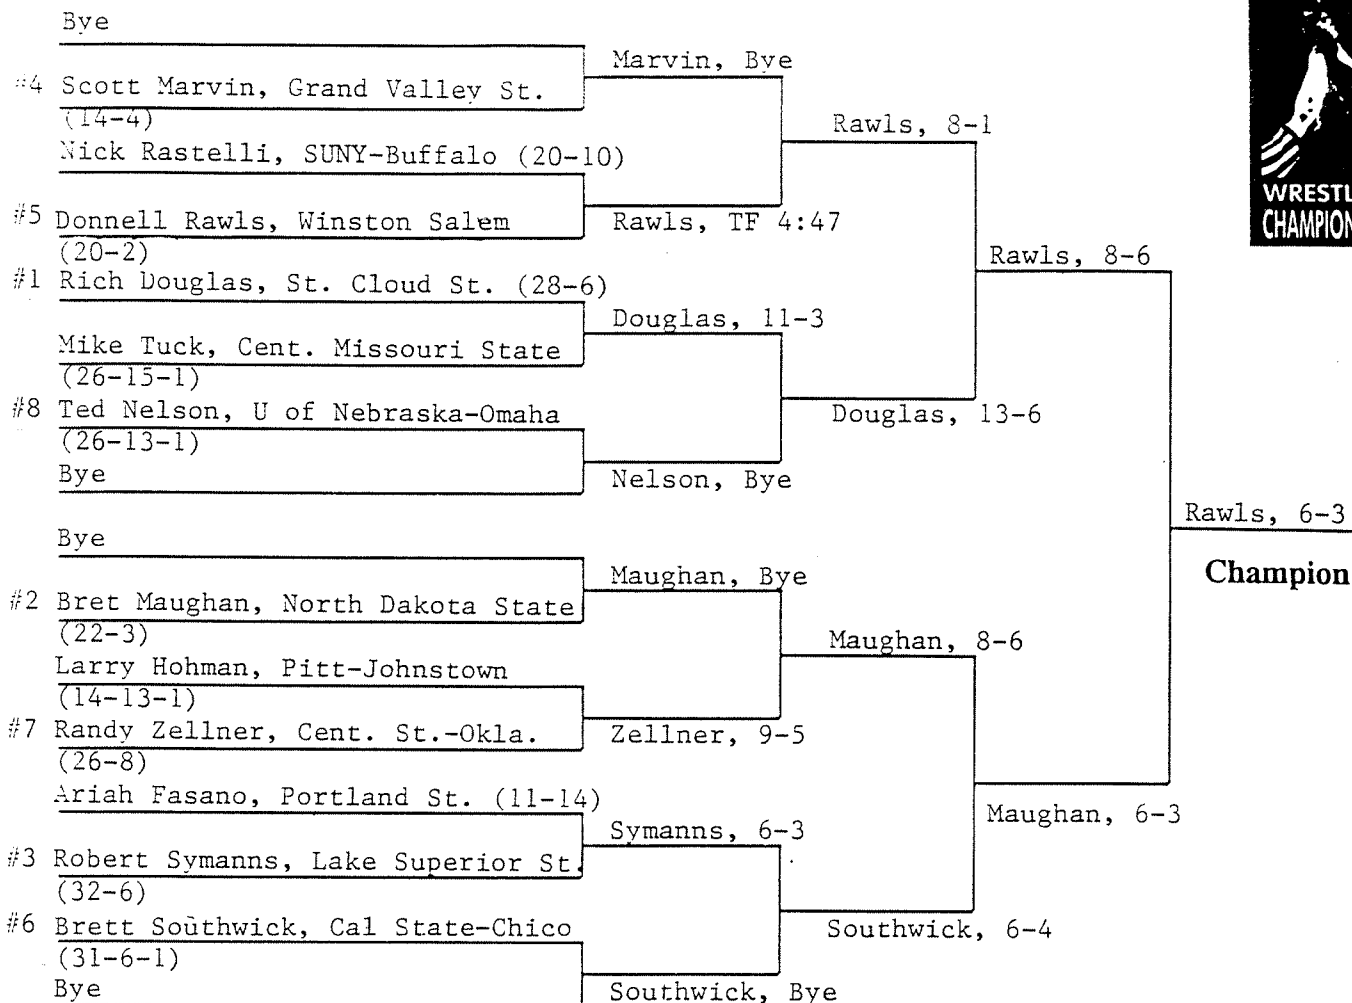 Bye
Marvin, Bye
#4 Scott Marvin, Grand Valley St.
(14-4)
Rawls, 8-1
Nick Rastelli, SUNY-Buffalo (20-10)
#5 Donnell Rawls, Winston Salem
Rawls, TF 4:47
(20-2)
Rawls, 8-6
#1 Rich Douglas, St. Cloud St. (28-6)
Douglas, 11-3
Mike Tuck, Cent. Missouri State
(26-15-1)
#8 Ted Nelson, U of Nebraska-Omaha
Douglas, 13-6
(26-13-1)
Bye
Nelson, Bye
Rawls, 6-3
Champion
Bye
Maughan, Bye
#2 Bret Maughan, North Dakota State
(22-3)
Maughan, 8-6
Larry Hohman, Pitt-Johnstown
(14-13-1)
#7 Randy Zellner, Cent. St.-Okla.
Zellner, 9-5
(26-8)
Ariah Fasano, Portland St. (11-14)
Maughan, 6-3
Symanns, 6-3
#3 Robert Symanns, Lake Superior St.
(32-6)
#6 Brett Southwick, Cal State-Chico
Southwick, 6-4
(31-6-1)
Bye
Southwick, Bye
WRESTL
CHAMPION